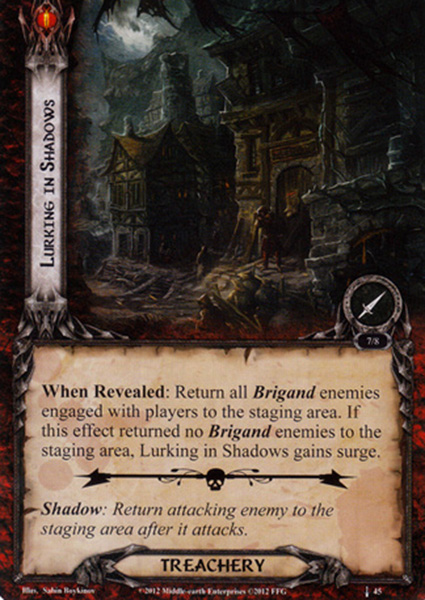 Lurking in Shadows
7/8
When Revealed: Return all Brigand enemies
engaged with players to the staging area. If
this effect returned no Brigand enemies to the
staging area, Lurking in Shadows gains surge.
Shadow: Return attacking enemy to the
staging area after it attacks.
TREACHERY
Illus. Sabin Boykinov
©2012 Middle-earth Enterprises ©2012 FFG
45